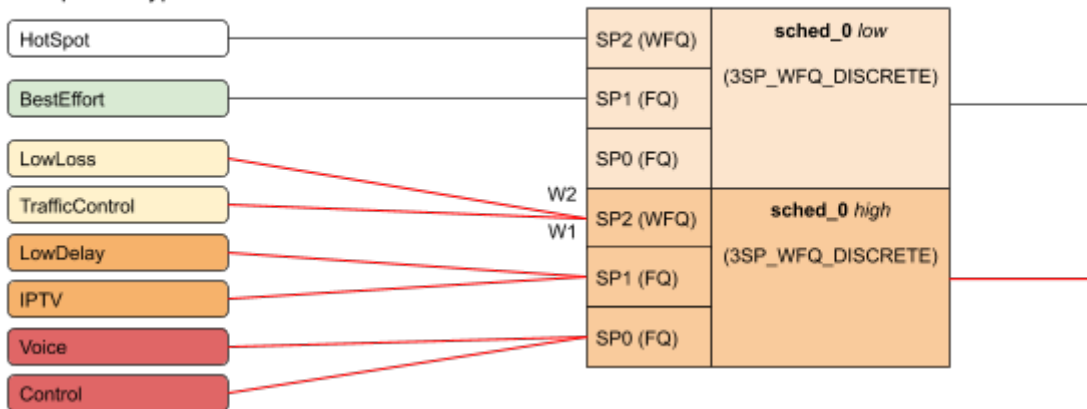 HotSpot
BestEffort
LowLoss
TrafficControl
LowDelay
IPTV
Voice
Control
W2
W1
SP2 (WFQ)
SP1 (FQ)
SP0 (FQ)
SP2 (WFQ)
SP1 (FQ)
SP0 (FQ)
sched_0 low
(3SP_WFQ_DISCRETE)
sched_0 high
(3SP_WFQ_DISCRETE)